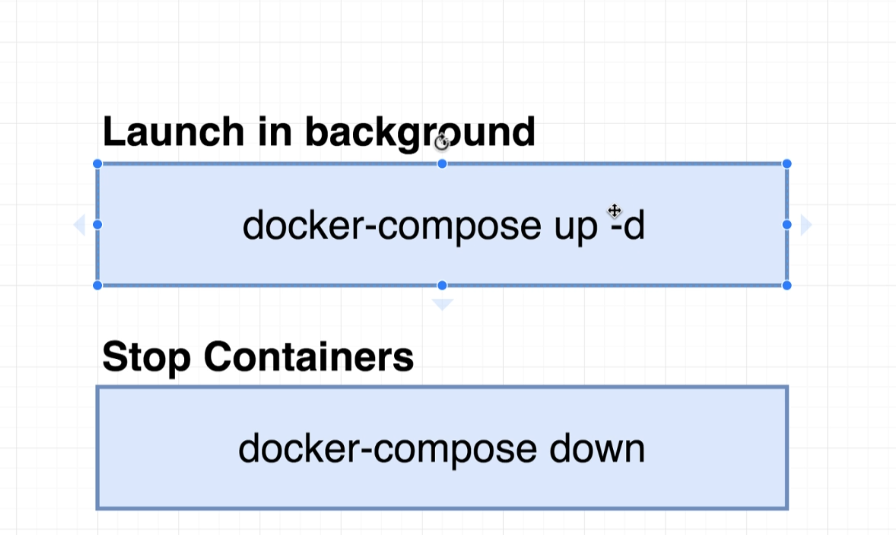 Launch in background
docker-compose up -d
Stop Containers
docker-compose down